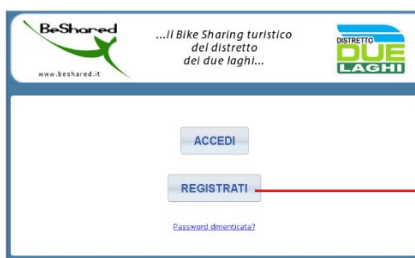 BeShared
www.beshared.it
...il Bike Sharing turistico
del distretto
dei due laghi...
DISTRETTO
DUE
LAGHI
ACCEDI
REGISTRATI
Password dimenticata?